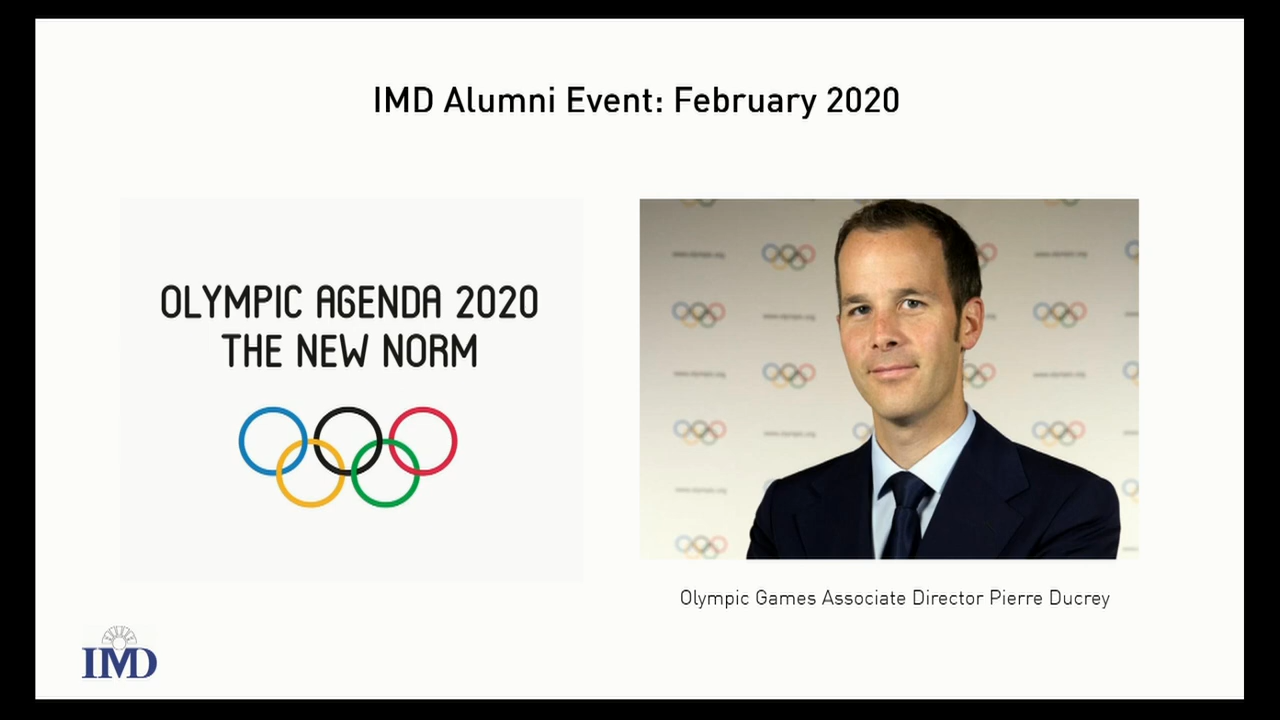 IMD Alumni Event: February 2020
OLYMPIC AGENDA 2020
THE NEW NORM
Olympic Games Associate Director Pierre Ducrey
IMD